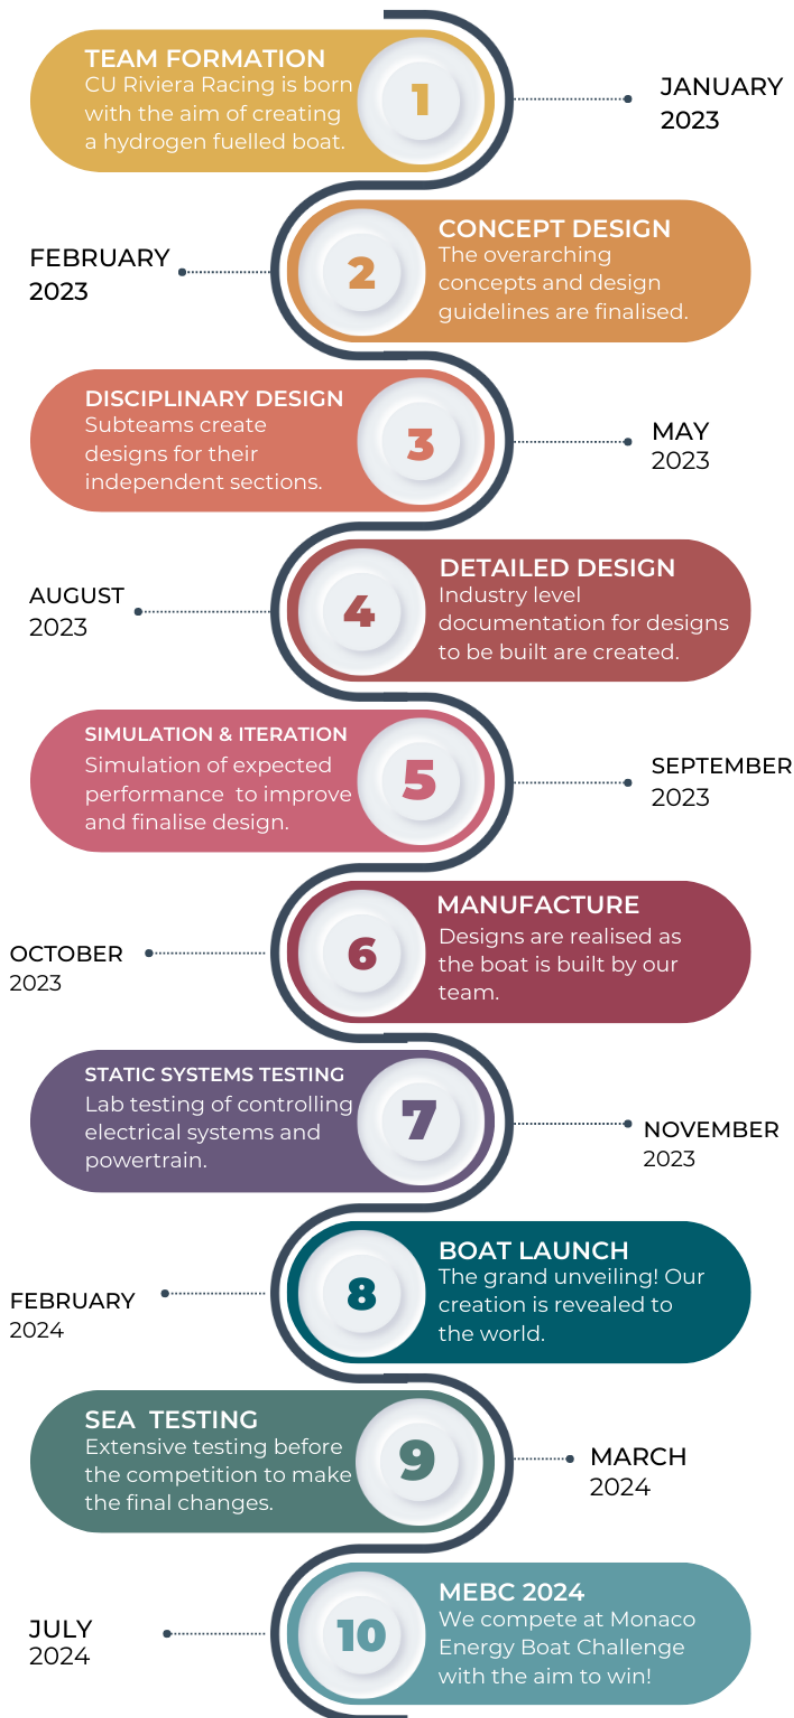 TEAM FORMATION
CU Riviera Racing is born
with the aim of creating
a hydrogen fuelled boat.
1
JANUARY
2023
FEBRUARY
2023
2
CONCEPT DESIGN
The overarching
concepts and design
guidelines are finalised.
DISCIPLINARY DESIGN
Subteams create
designs for their
independent sections.
3
MAY
2023
AUGUST
2023
4
DETAILED DESIGN
Industry level
documentation for designs
to be built are created.
SIMULATION & ITERATION
Simulation of expected
performance  to improve
and finalise design.
5
SEPTEMBER
2023
OCTOBER
2023
6
MANUFACTURE
Designs are realised as
the boat is built by our
team.
STATIC SYSTEMS TESTING
Lab testing of controlling
electrical systems and
powertrain.
7
NOVEMBER
2023
FEBRUARY
2024
8
BOAT LAUNCH
The grand unveiling! Our
creation is revealed to
the world.
SEA  TESTING
Extensive testing before
the competition to make
the final changes.
9
MARCH
2024
JULY
2024
10
MEBC 2024
We compete at Monaco
Energy Boat Challenge
with the aim to win!